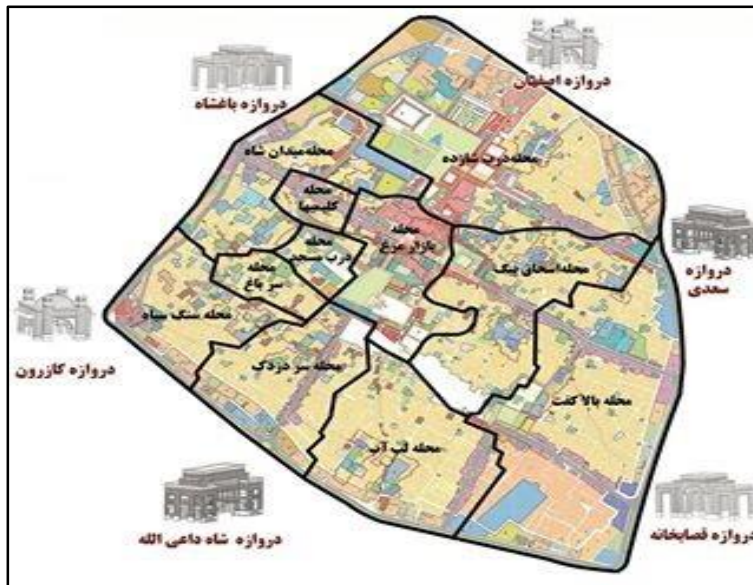 دروازه اصفهان
دروازه باغشاه
محله درب شازده
محله میدان شاه
محله
کلیمیها
محله
بازار مرغ
محله
درب مسجد
محله
سر باغ
محله اسحاق بیک
دروازه
سعدی
محله سنگ سیاه
دروازه کازرون
محله سر دزدک
محله بالا کفت
محله لب آب
دروازه شاه داعی الله
دروازه قصابخانه